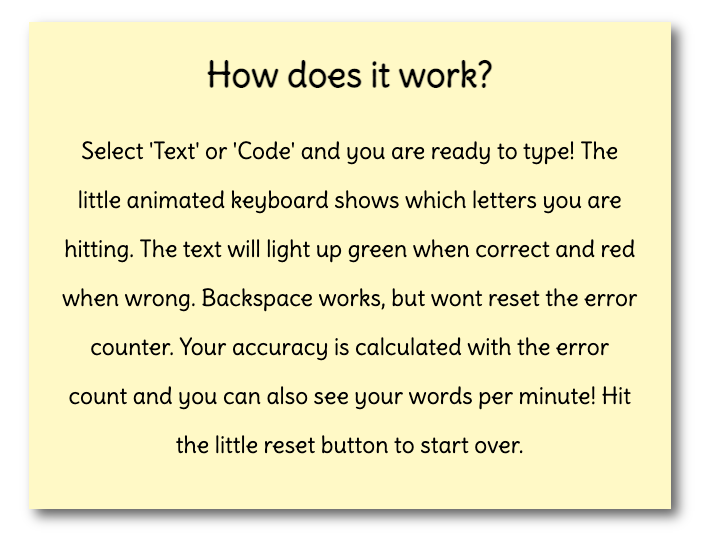 How does it work?
Select 'Text' or 'Code' and you are ready to type! The
little animated keyboard shows which letters you are
hitting. The text will light up green when correct and red
when wrong. Backspace works, but wont reset the error
counter. Your accuracy is calculated with the error
count and you can also see your words per minute! Hit
the little reset button to start over.